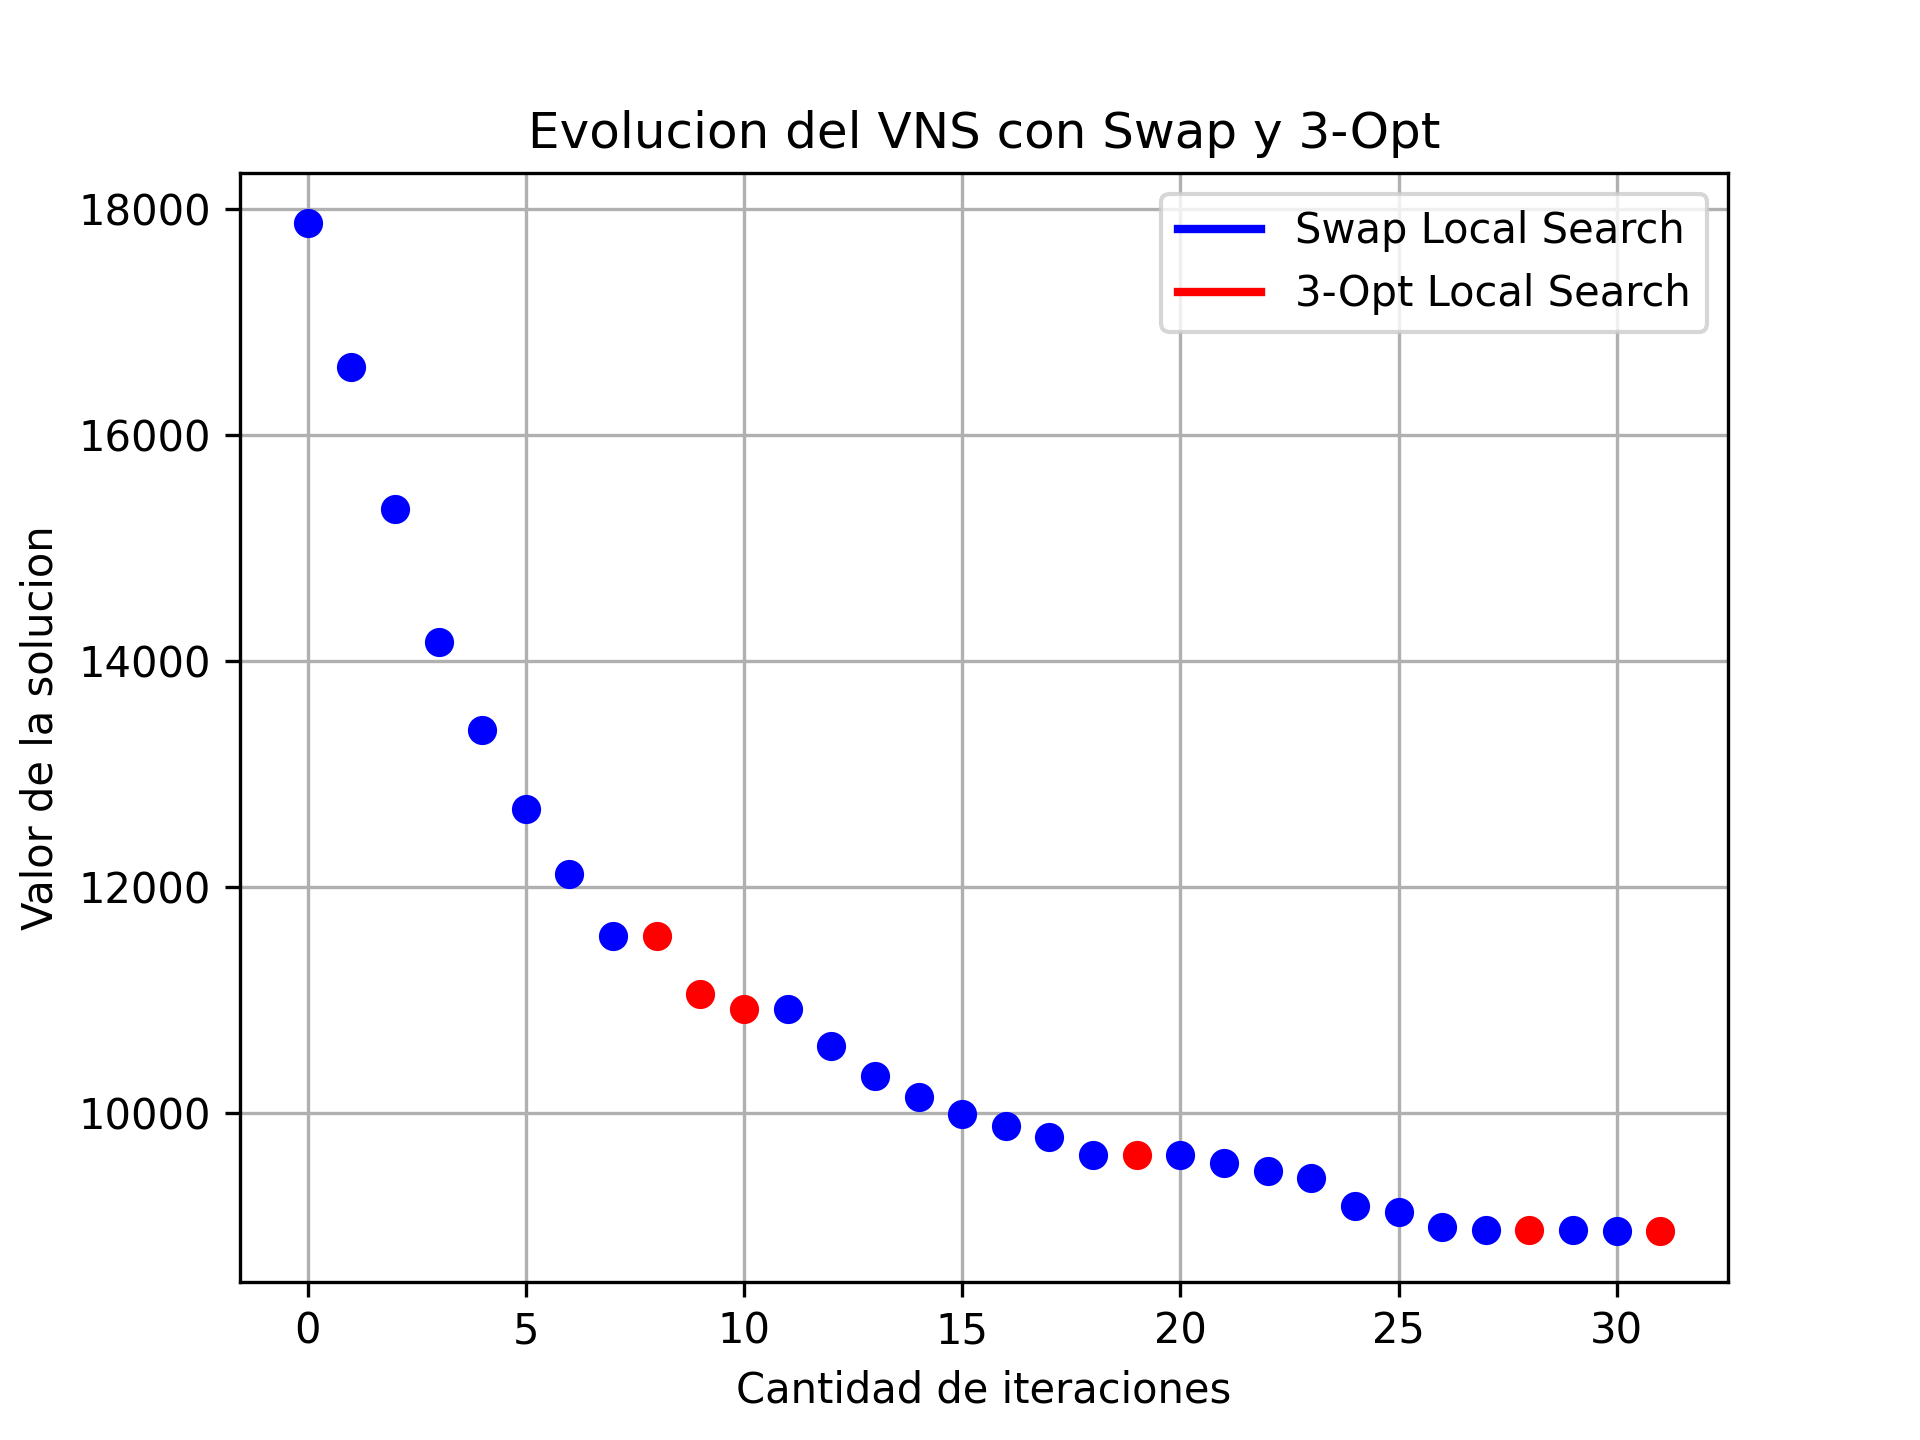 Evolucion del VNS con Swap y 3-Opt
Swap Local Search
3-Opt Local Search
Valor de la solucion
18000
16000
14000
12000
10000
0 5 10 15 20 25 30
Cantidad de iteraciones